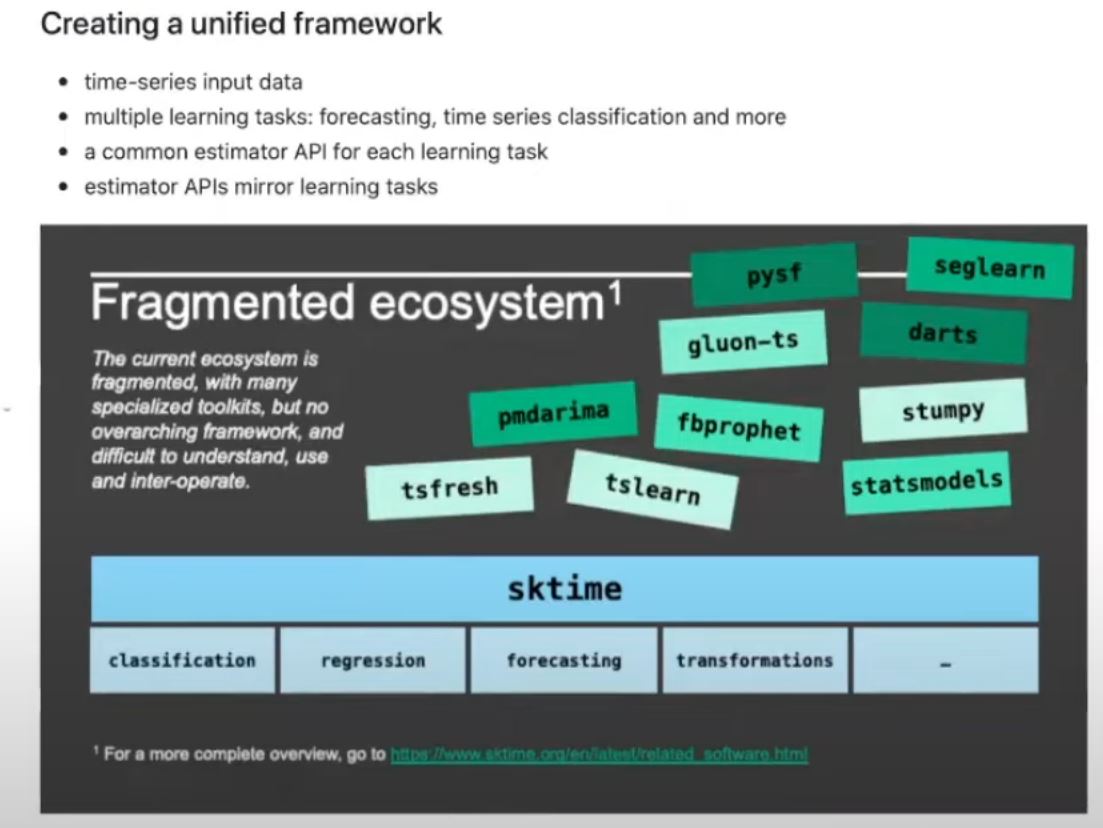 Creating a unified framework
• time-series input data
• multiple learning tasks: forecasting, time series classification and more
• a common estimator API for each learning task
• estimator APIs mirror learning tasks
Fragmented ecosystem¹
The current ecosystem is
fragmented, with many
specialized toolkits, but no
overarching framework, and
difficult to understand, use
and inter-operate.
pysf
seglearn
gluon-ts
darts
pmdarima
fbprophet
stumpy
tsfresh
tslearn
statsmodels
sktime
classification
regression
forecasting
transformations
…
¹ For a more complete overview, go to https://www.sktime.org/en/latest/related_software.html